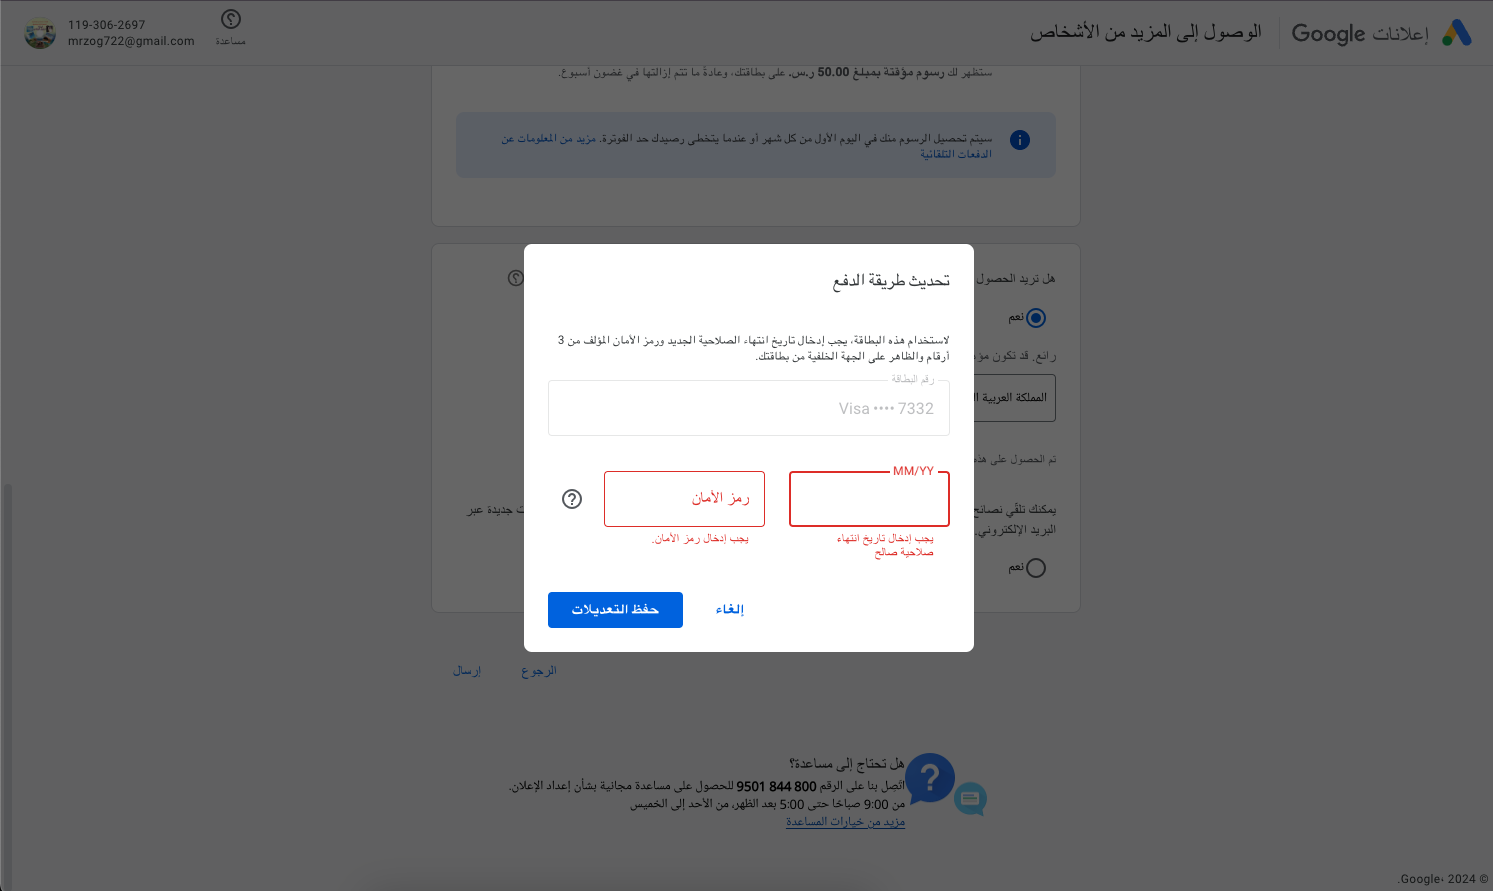 إعلانات Google
الوصول إلى المزيد من الأشخاص
مساعدة
119-306-2697
mrzog722@gmail.com
ستظهر لك رسوم مؤقتة بمبلغ 50.00 ر.س. على بطاقتك، وعادةً ما تتم إزالتها في غضون أسبوع.
سيتم تحصيل الرسوم منك في اليوم الأول من كل شهر أو عندما يتخطى رصيدك حد الفوترة. مزيد من المعلومات عن
الدفعات التلقائية
هل تريد الحصول
نعم
رائع. قد تكون
المملكة العربية
تم الحصول على
يمكنك تلقّي نصائح
ت جديدة عبر
البريد الإلكتروني.
نعم
تحديث طريقة الدفع
لاستخدام هذه البطاقة، يجب إدخال تاريخ انتهاء الصلاحية الجديد ورمز الأمان المؤلف من 3
أرقام والظاهر على الجهة الخلفية من بطاقتك.
رقم البطاقة
Visa •••• 7332
MM/YY
رمز الأمان
يجب إدخال تاريخ انتهاء
صلاحية صالح
يجب إدخال رمز الأمان.
إلغاء
حفظ التعديلات
الرجوع
إرسال
هل تحتاج إلى مساعدة؟
اتّصِل بنا على الرقم 800 844 9501 للحصول على مساعدة مجانية بشأن إعداد الإعلان.
من 9:00 صباحًا حتى 5:00 بعد الظهر، من الأحد إلى الخميس
مزيد من خيارات المساعدة
© 2024 ،Google.